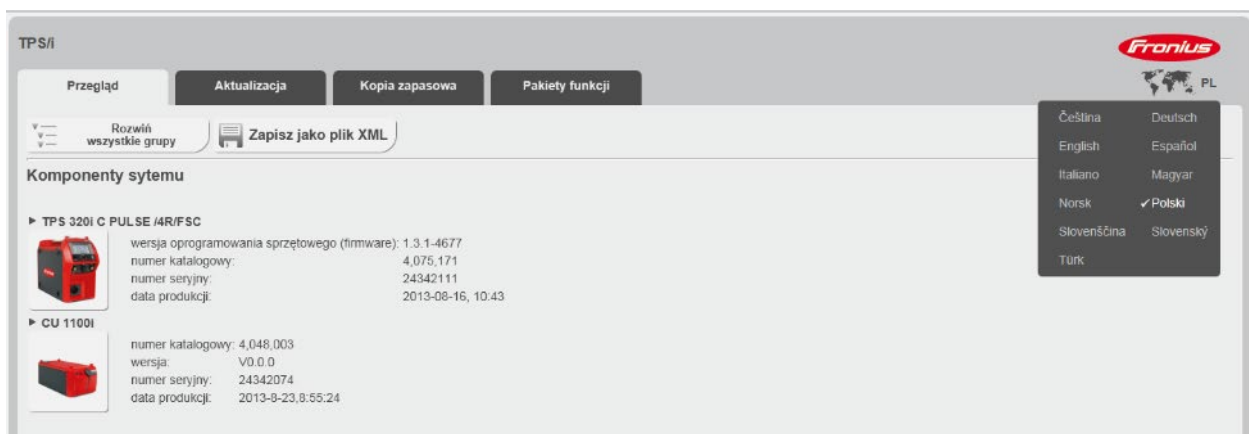 TPS/i
Fronius
Przegląd
Aktualizacja
Kopia zapasowa
Pakiety funkcji
PL
Rozwiń
wszystkie grupy
Zapisz jako plik XML
Čeština Deutsch
English Español
Italiano Magyar
Norsk ✓Polski
Slovenščina Slovenský
Türk
Komponenty sytemu
TPS 320i C PULSE /4R/FSC
wersja oprogramowania sprzętowego (firmware): 1.3.1-4677
numer katalogowy: 4,075,171
numer seryjny: 24342111
data produkcji: 2013-08-16, 10:43
CU 1100i
numer katalogowy: 4,048,003
wersja: V0.0.0
numer seryjny: 24342074
data produkcji: 2013-8-23,8:55:24